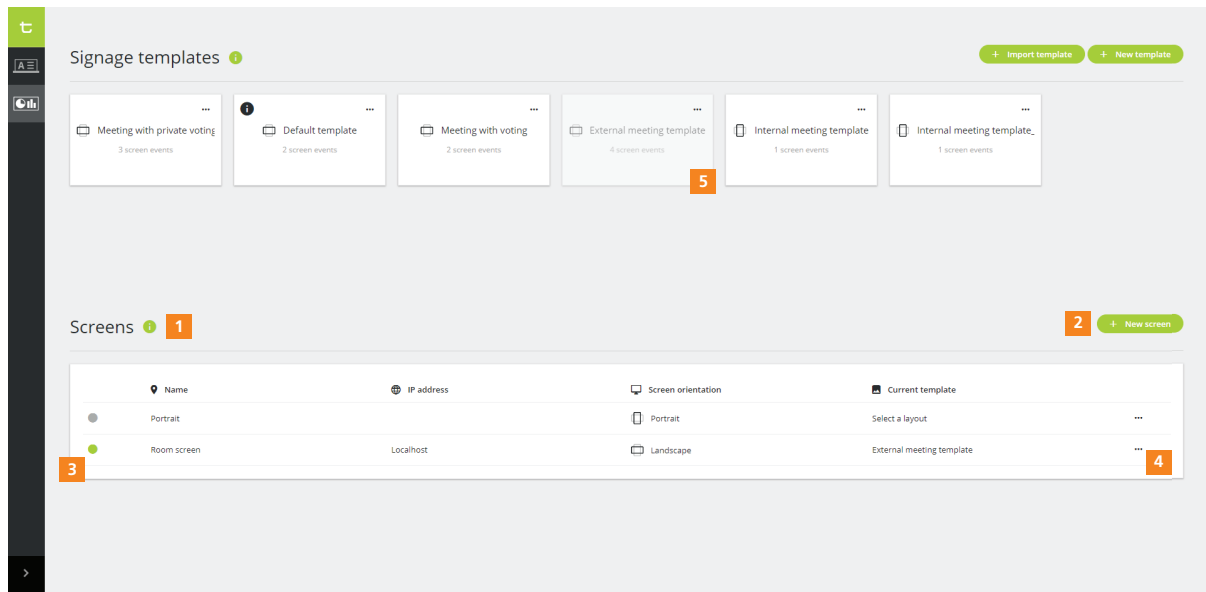 t
A
Signage templates i
+ Import template
+ New template
Meeting with private voting
3 screen events
i
Default template
2 screen events
Meeting with voting
2 screen events
External meeting template
4 screen events
5
Internal meeting template
1 screen events
Internal meeting template_
1 screen events
Screens i 1
2 + New screen
Name IP address Screen orientation Current template
Portrait Portrait Select a layout
Room screen Localhost Landscape External meeting template
3
4